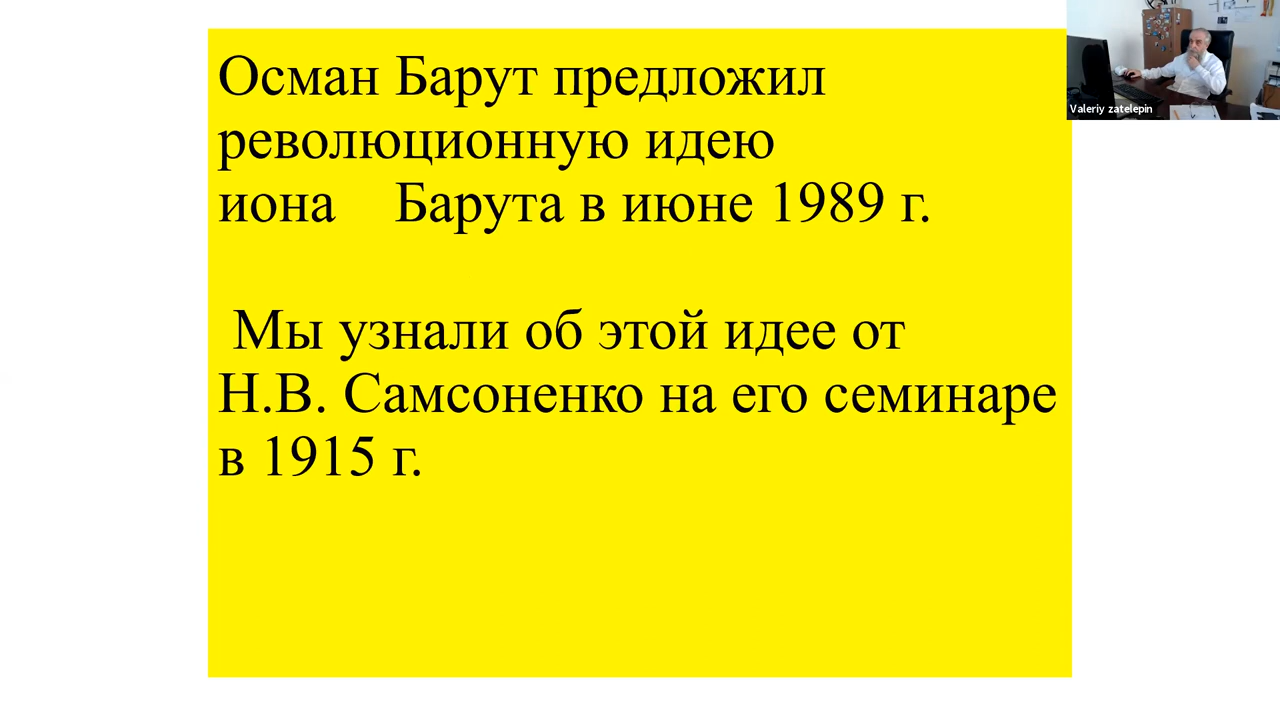 Осман Барут предложил
революционную идею
иона Барута в июне 1989 г.
Мы узнали об этой идее от
Н.В. Самсоненко на его семинаре
в 1915 г.
Valeriy zatelepin